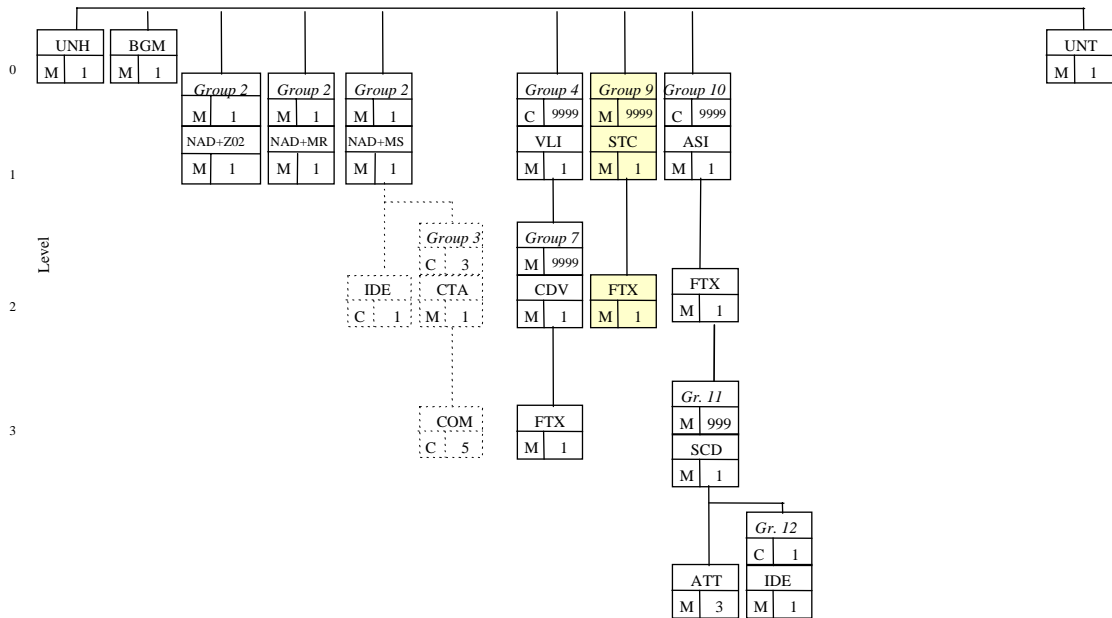 UNH BGM UNT
0 M 1 M 1 M 1
Group 2 Group 2 Group 2 Group 4 Group 9 Group 10
M 1 M 1 M 1 C 9999 M 9999 C 9999
NAD+Z02 NAD+MR NAD+MS VLI STC ASI
1 M 1 M 1 M 1 M 1 M 1 M 1
Level
Group 3 Group 7
C 3 M 9999
IDE CTA CDV FTX FTX
2 C 1 M 1 M 1 M 1 M 1
Gr. 11
M 999
3 COM FTX SCD
C 5 M 1 M 1
Gr. 12
C 1
ATT IDE
M 3 M 1